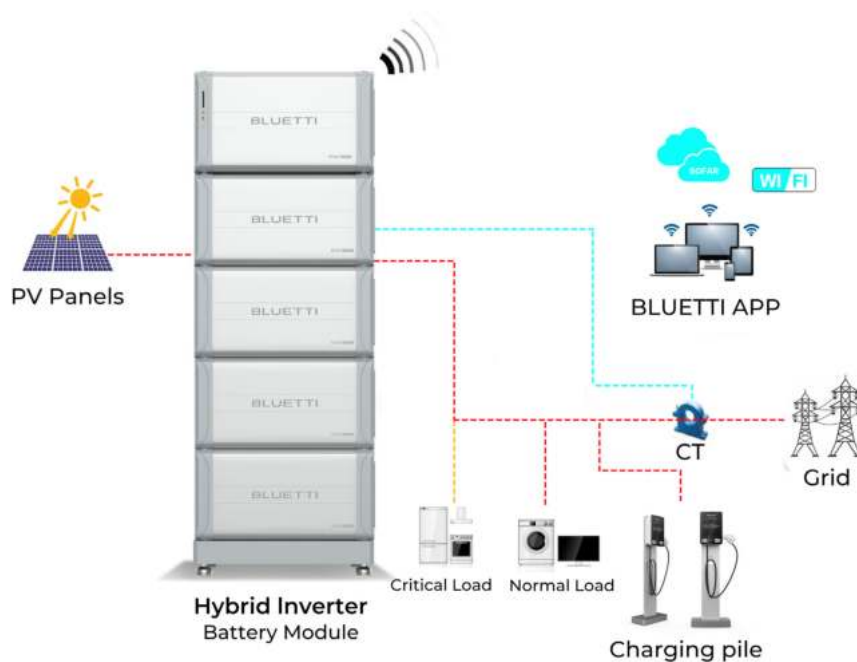 BLUETTI
BLUETTI
BLUETTI
BLUETTI
BLUETTI
PV Panels
SOFAR
WI FI
BLUETTI APP
CT
Grid
Critical Load
Normal Load
Charging pile
Hybrid Inverter
Battery Module